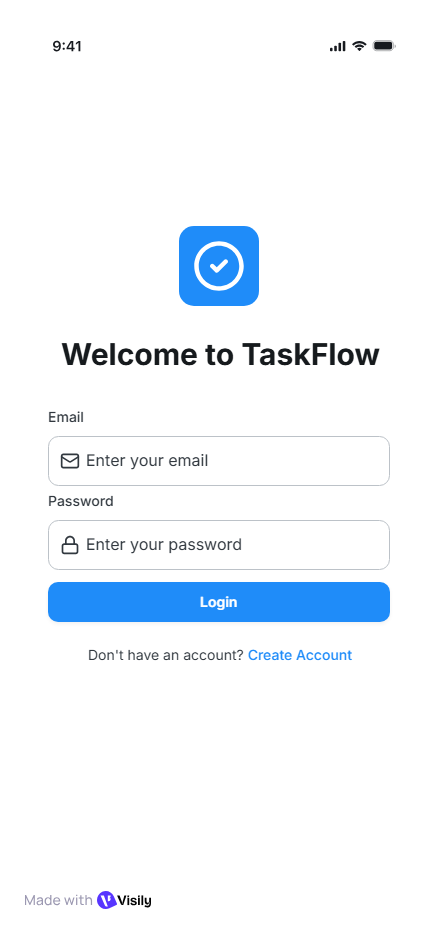 9:41
Welcome to TaskFlow
Email
Enter your email
Password
Enter your password
Login
Don't have an account? Create Account
Made with Visily